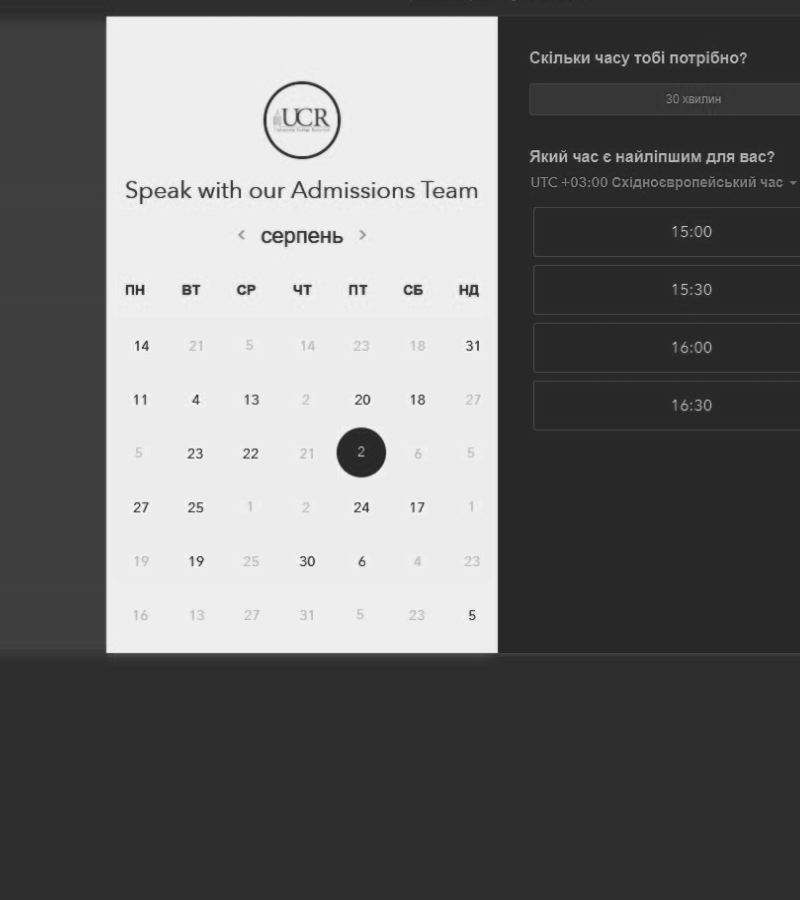 UCR
Speak with our Admissions Team
серпень
ПН ВТ СР ЧТ ПТ СБ НД
14 21 5 14 23 18 31
11 4 13 2 20 18 27
5 23 22 21 2 6 5
27 25 1 2 24 17 1
19 19 25 30 6 4 23
16 13 27 31 5 23 5
Скільки часу тобі потрібно?
30 хвилин
Який час є найліпшим для вас?
UTC +03:00 Східноєвропейський час
15:00
15:30
16:00
16:30